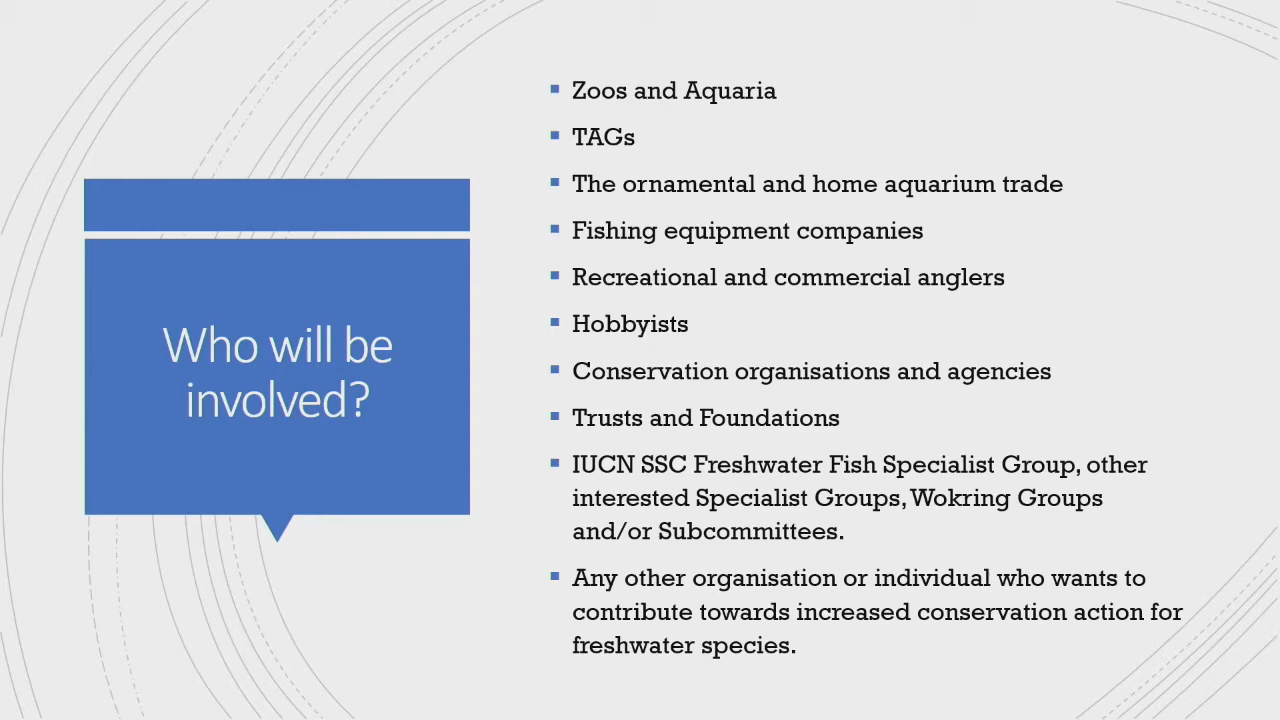 Who will be
involved?
Zoos and Aquaria
TAGs
The ornamental and home aquarium trade
Fishing equipment companies
Recreational and commercial anglers
Hobbyists
Conservation organisations and agencies
Trusts and Foundations
IUCN SSC Freshwater Fish Specialist Group, other
interested Specialist Groups, Wokring Groups
and/or Subcommittees.
Any other organisation or individual who wants to
contribute towards increased conservation action for
freshwater species.